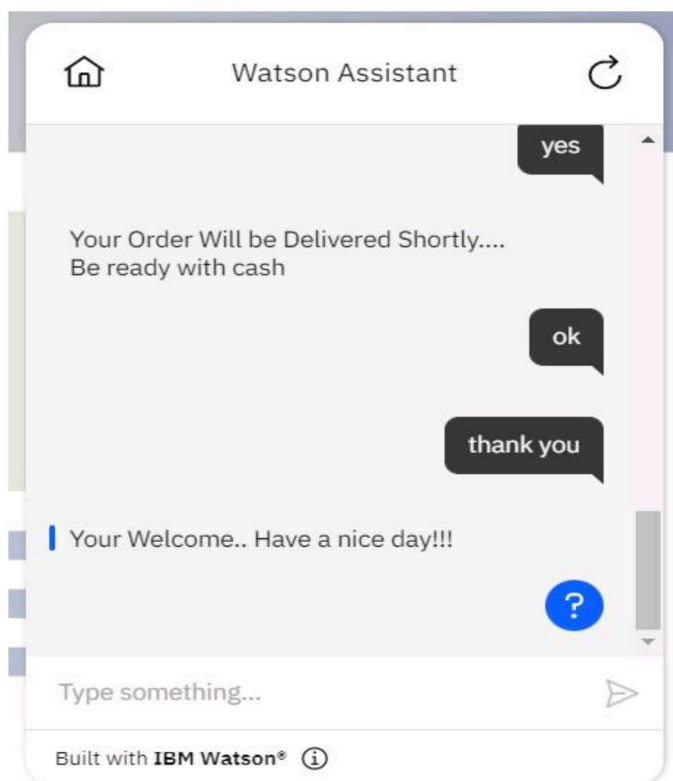 Watson Assistant
yes
Your Order Will be Delivered Shortly....
Be ready with cash
ok
thank you
Your Welcome.. Have a nice day!!!
?
Type something...
Built with IBM Watson®